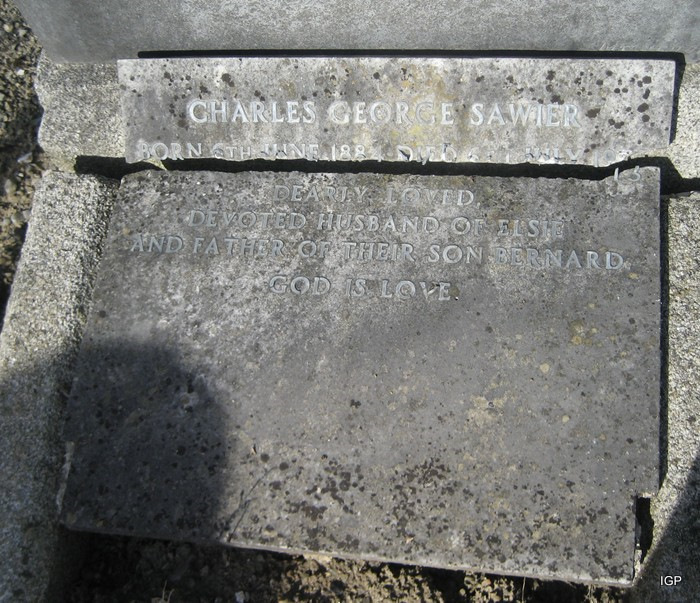 CHARLES GEORGE SAWIER
BORN 6TH JUNE 188 DIED JULY
DEARLY LOVED
DEVOTED HUSBAND OF ELSIE
AND FATHER OF THEIR SON BERNARD.
GOD IS LOVE.
IGP